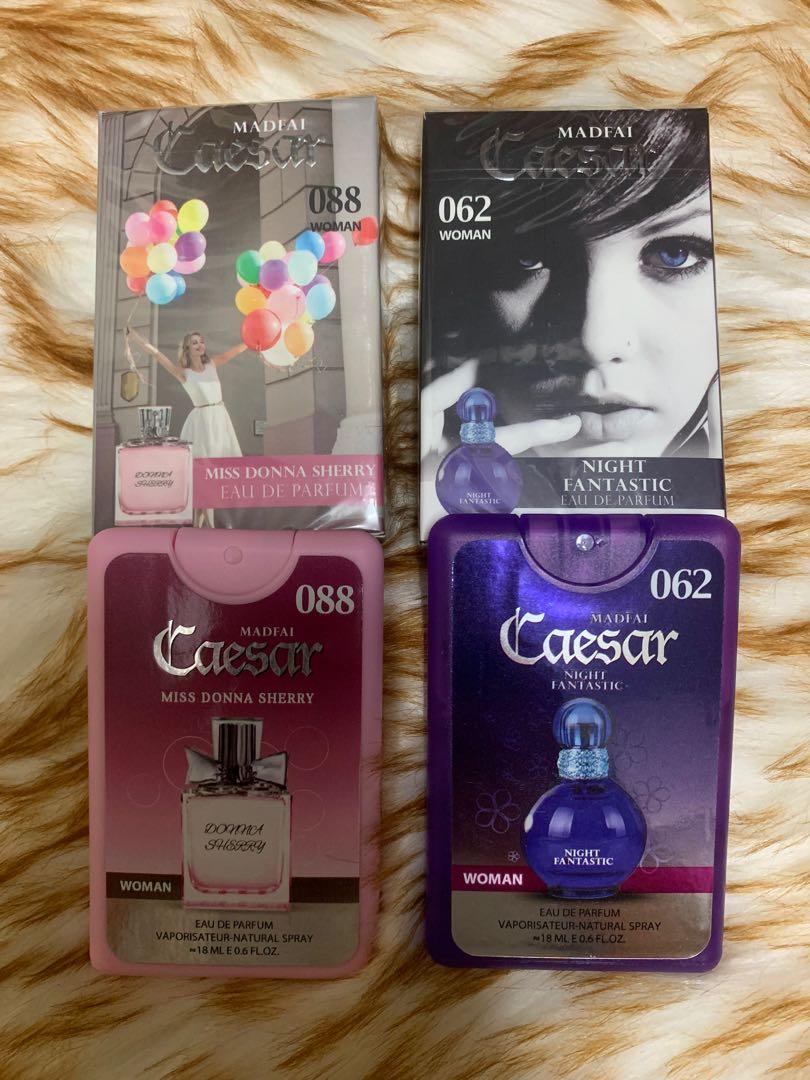 MADFAI
Caesar
088
WOMAN
DONNA
SHERRY
MISS DONNA SHERRY
EAU DE PARFUM
MADFAI
Caesar
062
WOMAN
NIGHT
FANTASTIC
NIGHT
FANTASTIC
EAU DE PARFUM
088
MADFAI
Caesar
MISS DONNA SHERRY
DONNA
SHERRY
WOMAN
EAU DE PARFUM
VAPORISATEUR-NATURAL SPRAY
≈18 ML E 0.6 FL.OZ.
062
MADFAI
Caesar
NIGHT
FANTASTIC
NIGHT
FANTASTIC
WOMAN
EAU DE PARFUM
VAPORISATEUR-NATURAL SPRAY
≈18 ML E 0.6 FL.OZ.